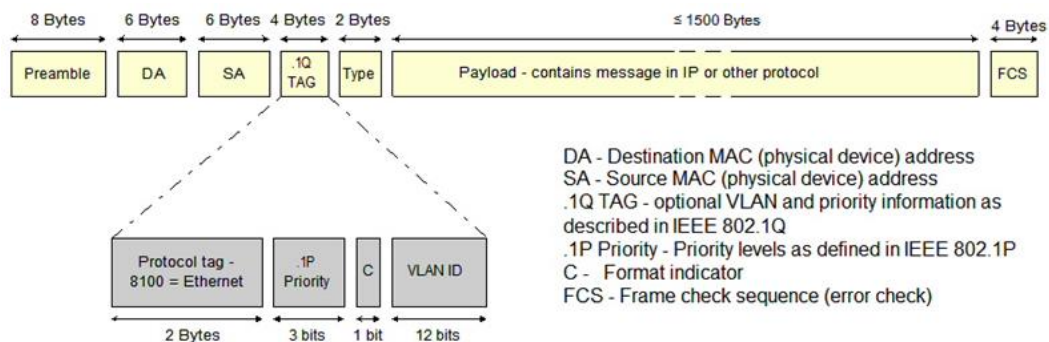 8 Bytes 6 Bytes 6 Bytes 4 Bytes 2 Bytes ≤ 1500 Bytes 4 Bytes
Preamble DA SA .1Q TAG Type Payload - contains message in IP or other protocol FCS
DA - Destination MAC (physical device) address
SA - Source MAC (physical device) address
.1Q TAG - optional VLAN and priority information as
described in IEEE 802.1Q
.1P Priority - Priority levels as defined in IEEE 802.1P
C - Format indicator
FCS - Frame check sequence (error check)
Protocol tag -
8100 = Ethernet
.1P
Priority
C
VLAN ID
2 Bytes 3 bits 1 bit 12 bits